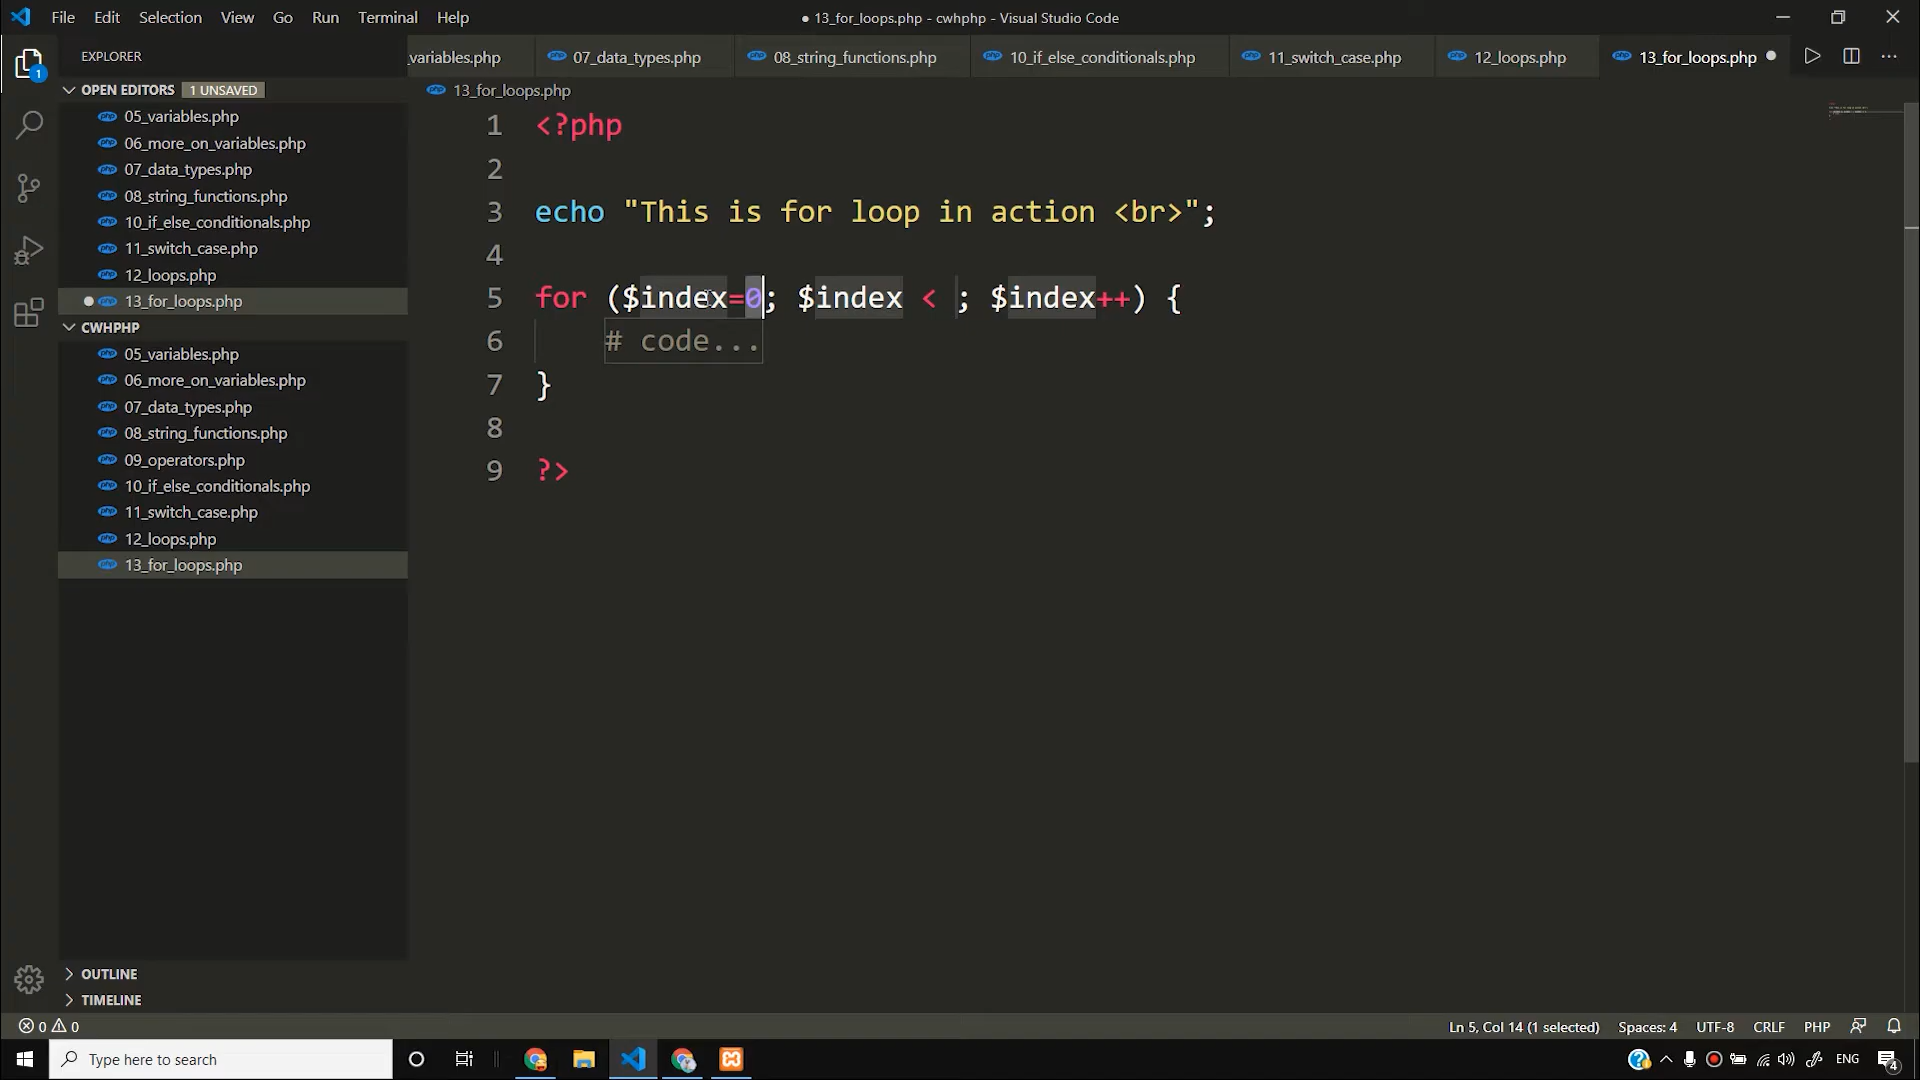 File Edit Selection View Go Run Terminal Help
● 13_for_loops.php - cwhphp - Visual Studio Code
EXPLORER
_variables.php 07_data_types.php 08_string_functions.php 10_if_else_conditionals.php 11_switch_case.php 12_loops.php 13_for_loops.php ●
1
OPEN EDITORS 1 UNSAVED
05_variables.php
06_more_on_variables.php
07_data_types.php
08_string_functions.php
10_if_else_conditionals.php
11_switch_case.php
12_loops.php
● 13_for_loops.php
CWHPHP
05_variables.php
06_more_on_variables.php
07_data_types.php
08_string_functions.php
09_operators.php
10_if_else_conditionals.php
11_switch_case.php
12_loops.php
13_for_loops.php
OUTLINE
TIMELINE
13_for_loops.php
1 <?php
2
3 echo "This is for loop in action <br>";
4
5 for ($index=0; $index < ; $index++) {
6 # code...
7 }
8
9 ?>
0 0
Ln 5, Col 14 (1 selected) Spaces: 4 UTF-8 CRLF PHP
Type here to search
ENG
4